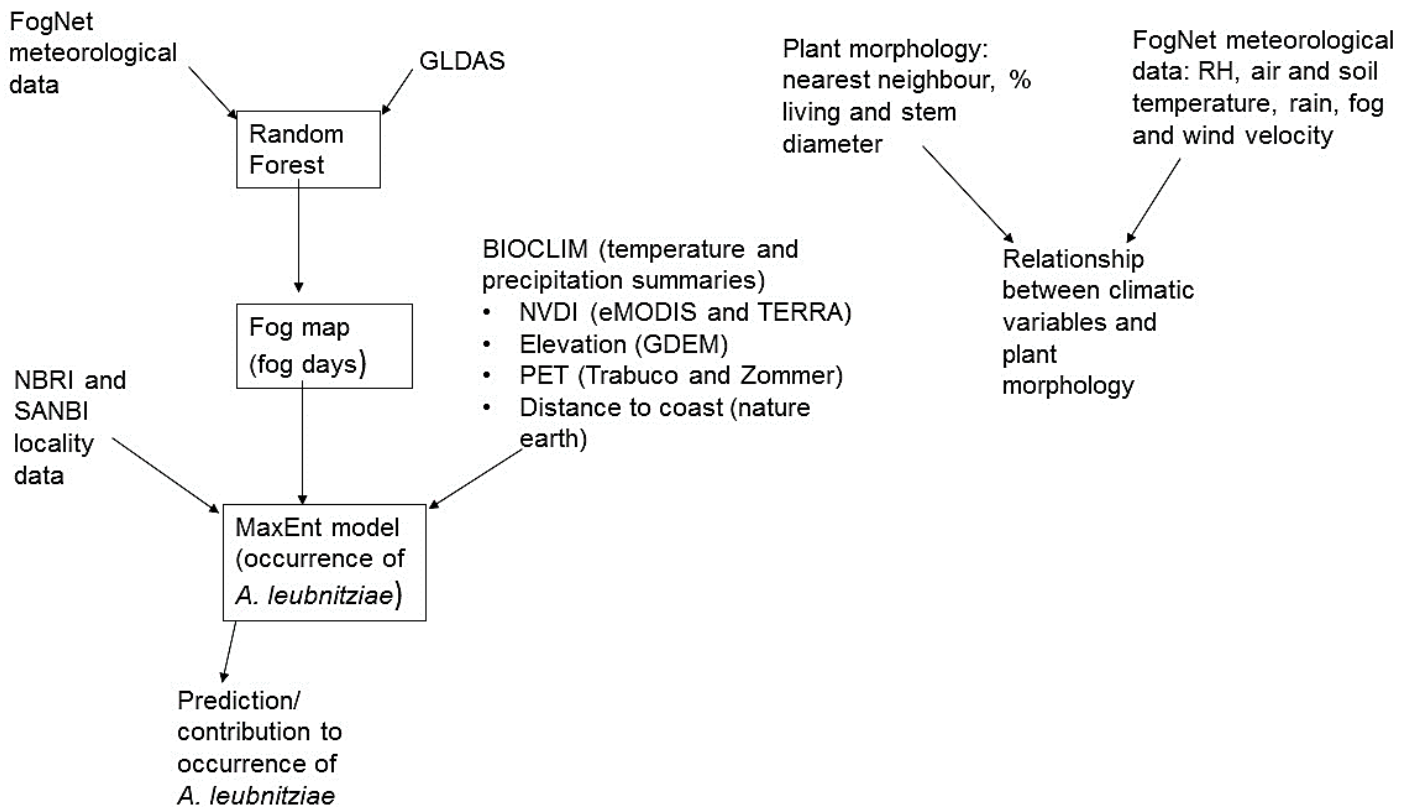 FogNet
meteorological
data
GLDAS
Random
Forest
Fog map
(fog days)
NBRI and
SANBI
locality
data
BIOCLIM (temperature and
precipitation summaries)
• NVDI (eMODIS and TERRA)
• Elevation (GDEM)
• PET (Trabuco and Zommer)
• Distance to coast (nature
earth)
MaxEnt model
(occurrence of
A. leubnitziae)
Prediction/
contribution to
occurrence of
A. leubnitziae
Plant morphology:
nearest neighbour, %
living and stem
diameter
FogNet meteorological
data: RH, air and soil
temperature, rain, fog
and wind velocity
Relationship
between climatic
variables and
plant
morphology